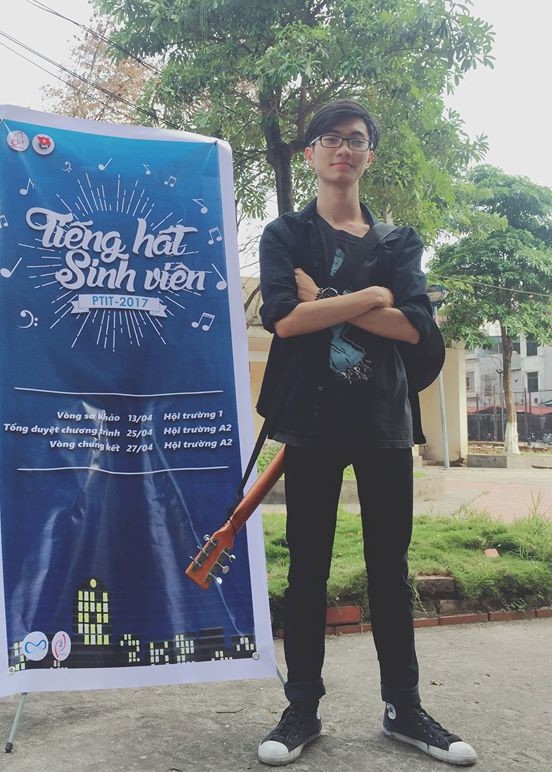 Tiếng hát
Sinh viên
PTIT-2017
Vòng sơ khảo 13/04 Hội trường 1
Tổng duyệt chương trình 25/04 Hội trường A2
Vòng chung kết 27/04 Hội trường A2